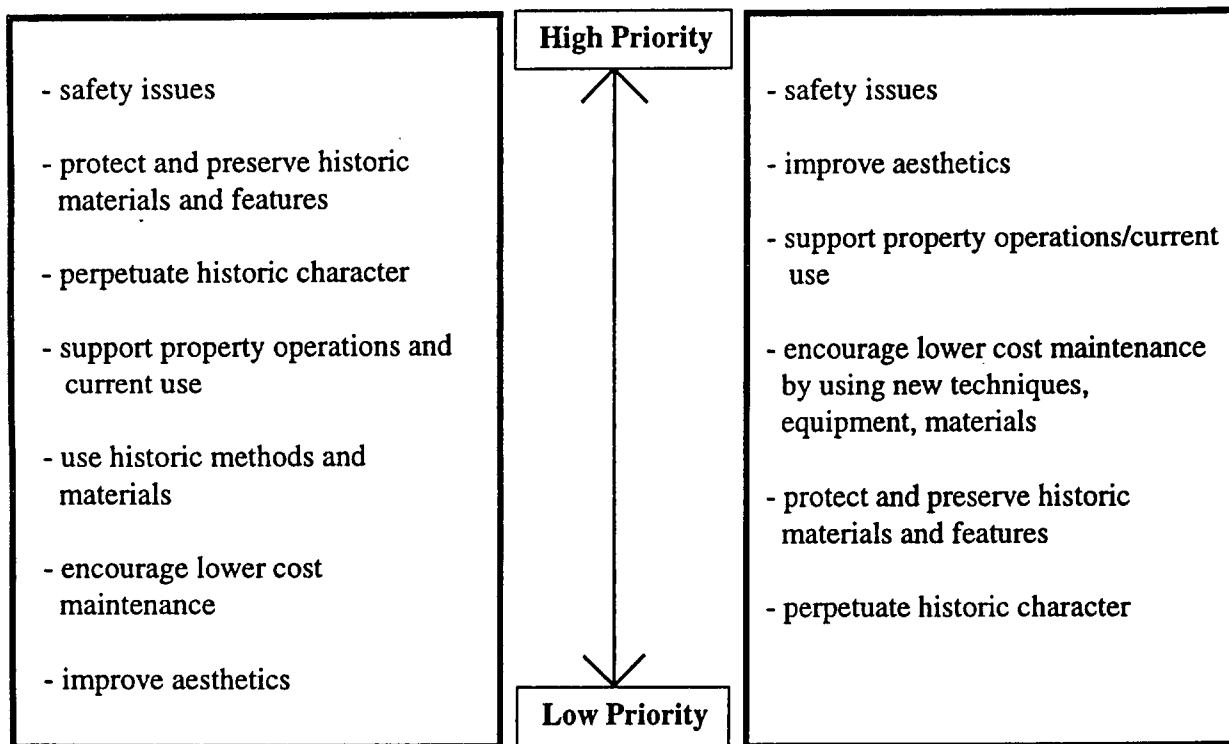 High Priority
- safety issues
- protect and preserve historic
materials and features
- perpetuate historic character
- support property operations and
current use
- use historic methods and
materials
- encourage lower cost
maintenance
- improve aesthetics
- safety issues
- improve aesthetics
- support property operations/current
use
- encourage lower cost maintenance
by using new techniques,
equipment, materials
- protect and preserve historic
materials and features
- perpetuate historic character
Low Priority